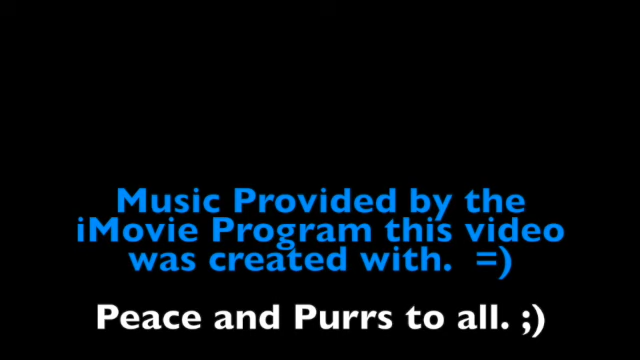 Music Provided by the
iMovie Program this video
was created with.  =)
Peace and Purrs to all. ;)